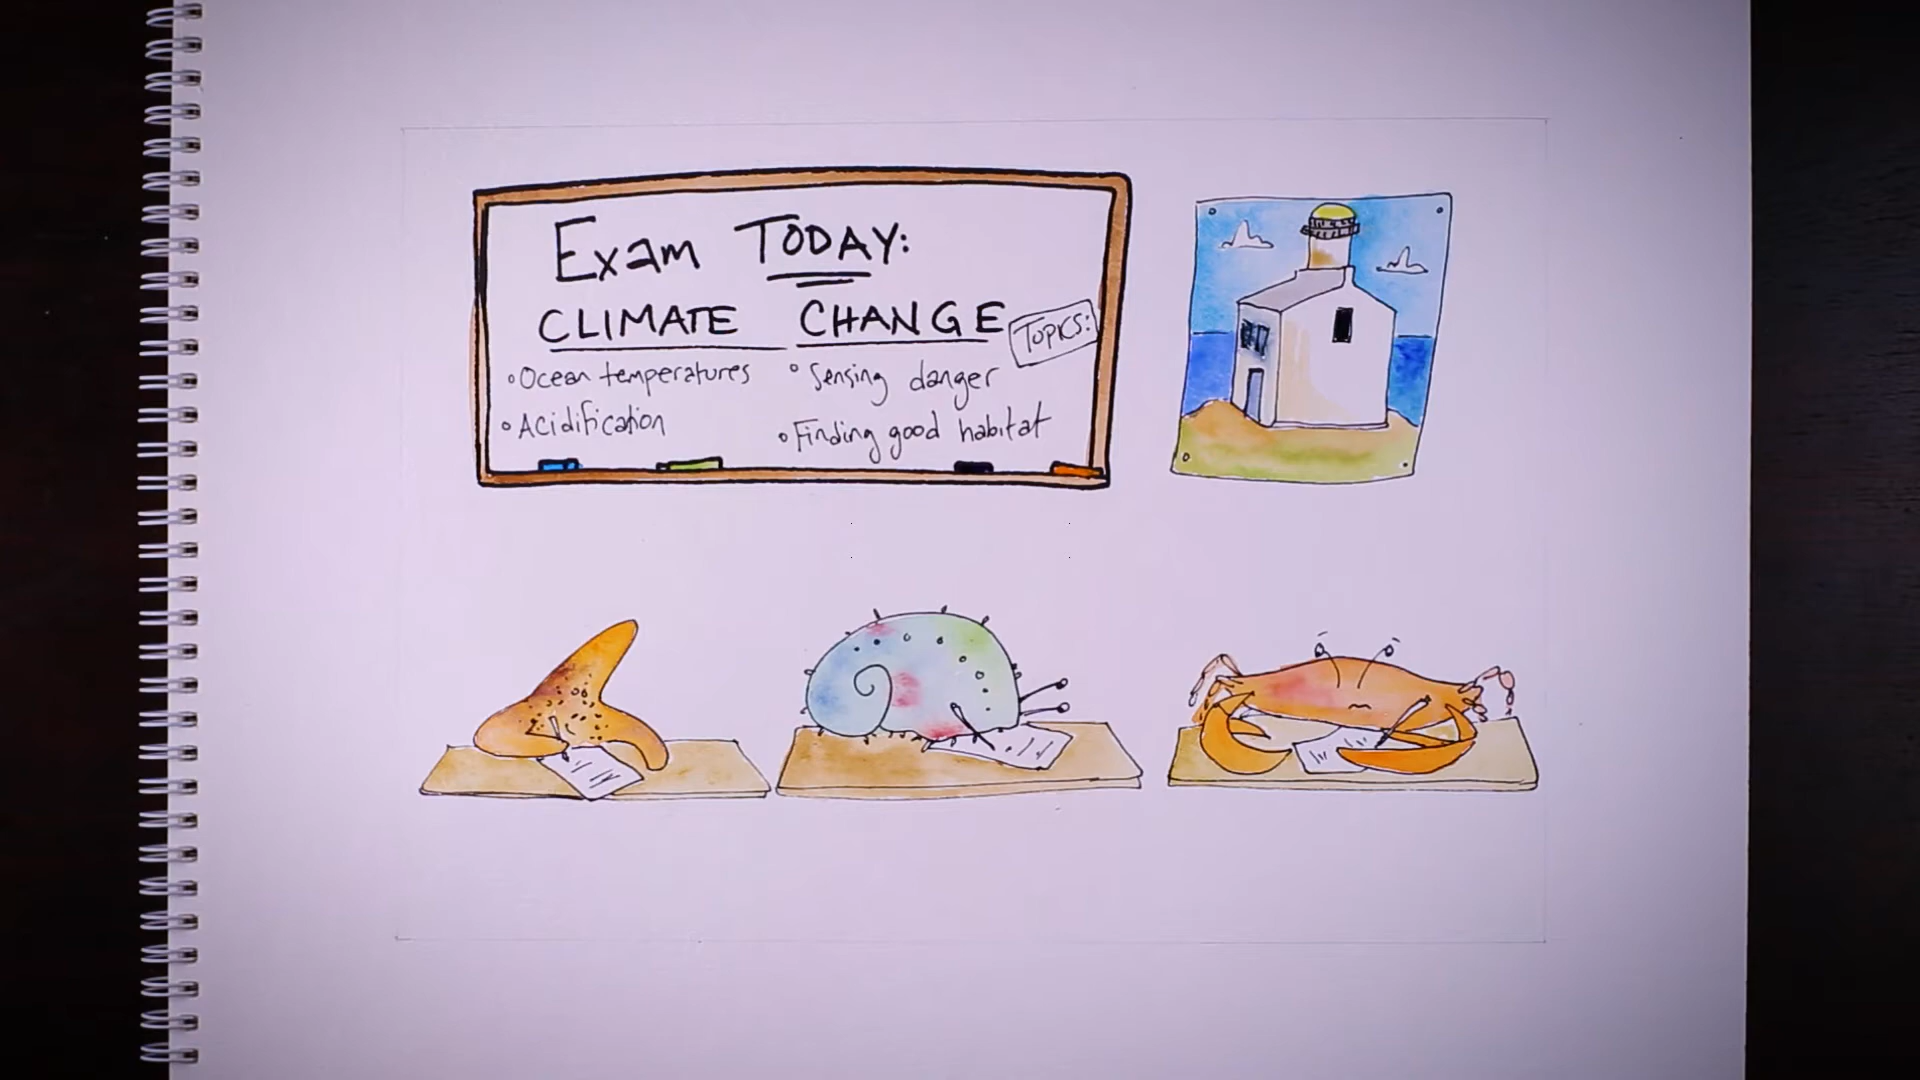 Exam TODAY:
CLIMATE CHANGE
TOPICS:
◦Ocean temperatures
◦Acidification
◦Sensing danger
◦Finding good habitat